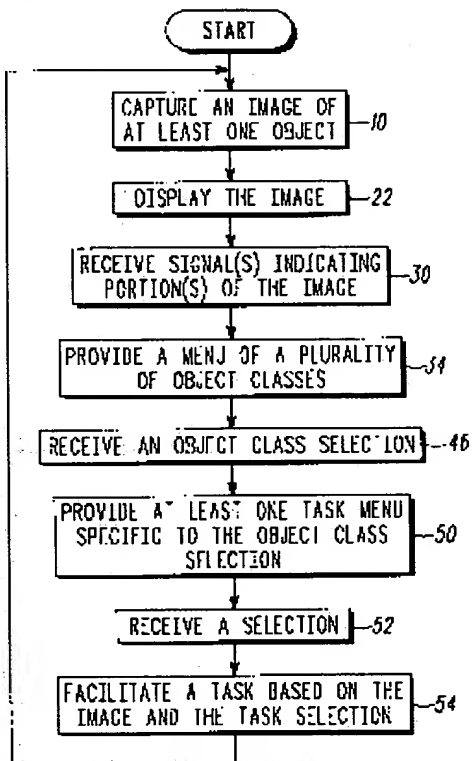 START
CAPTURE AN IMAGE OF
AT LEAST ONE OBJECT
10
DISPLAY THE IMAGE
22
RECEIVE SIGNAL(S) INDICATING
PORTION(S) OF THE IMAGE
30
PROVIDE A MENU OF A PLURALITY
OF OBJECT CLASSES
34
RECEIVE AN OBJECT CLASS SELECTION
46
PROVIDE AT LEAST ONE TASK MENU
SPECIFIC TO THE OBJECT CLASS
SELECTION
50
RECEIVE A SELECTION
52
FACILITATE A TASK BASED ON THE
IMAGE AND THE TASK SELECTION
54